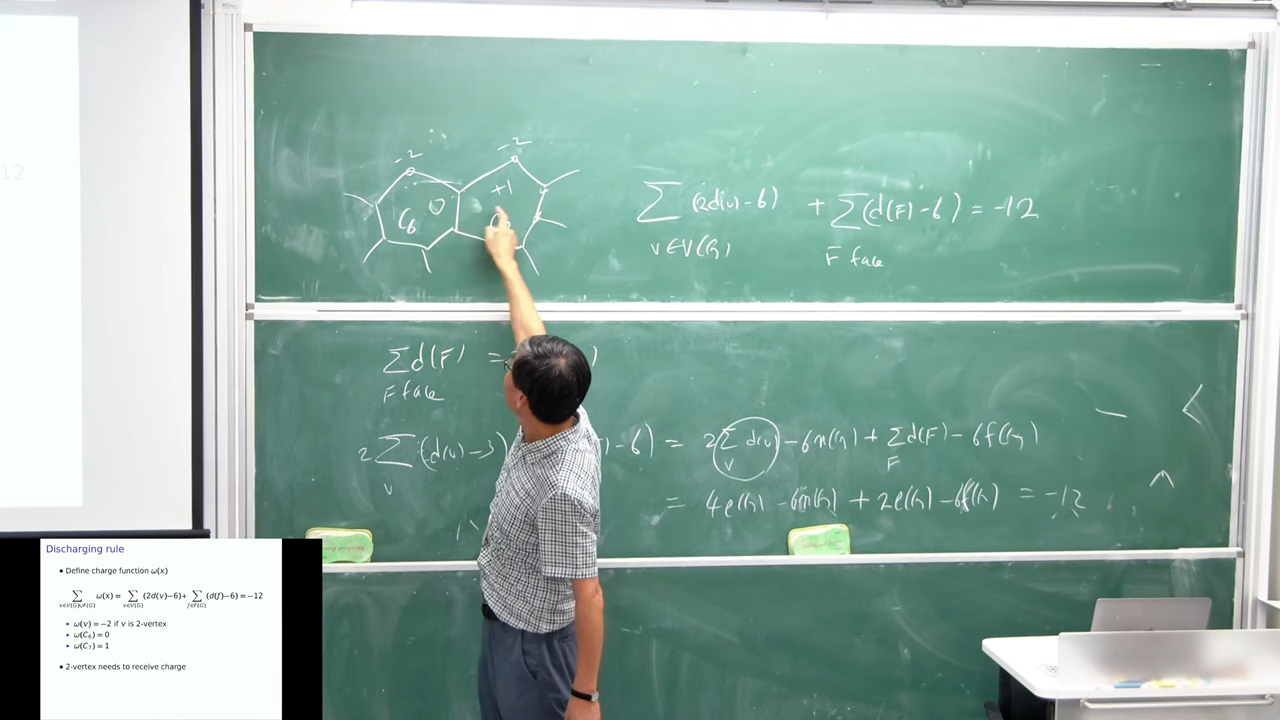 12
-2
-2
+1
0
C6
∑ (2d(v)-6) + ∑(d(F)-6) = -12
v∈V(G)
F face
∑d(F) =
F face
2∑(d(v)-3) -6) = 2∑d(v) -6n(G) + ∑d(F) -6f(G)
v
v
F
= 4e(G) -6n(G) + 2e(G) -6f(G) = -12
Discharging rule
• Define charge function ω(x)
∑ ω(x) = ∑ (2d(v)−6)+ ∑ (d(f)−6) = −12
x∈V(G)∪F(G) v∈V(G) f∈F(G)
▸ ω(v) = −2 if v is 2-vertex
▸ ω(C₆) = 0
▸ ω(C₇) = 1
• 2-vertex needs to receive charge